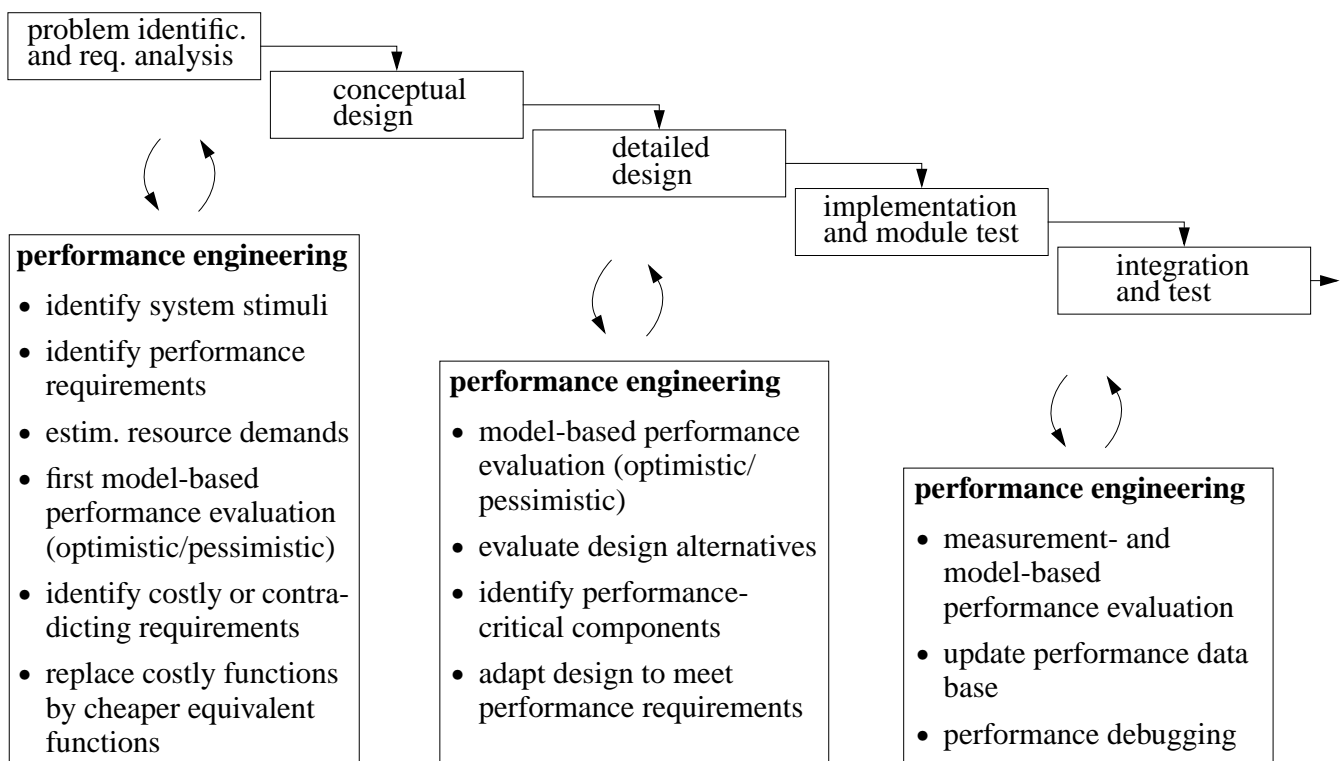 problem identific.
and req. analysis
conceptual
design
detailed
design
implementation
and module test
integration
and test
performance engineering
• identify system stimuli
• identify performance
requirements
• estim. resource demands
• first model-based
performance evaluation
(optimistic/pessimistic)
• identify costly or contra-
dicting requirements
• replace costly functions
by cheaper equivalent
functions
performance engineering
• model-based performance
evaluation (optimistic/
pessimistic)
• evaluate design alternatives
• identify performance-
critical components
• adapt design to meet
performance requirements
performance engineering
• measurement- and
model-based
performance evaluation
• update performance data
base
• performance debugging